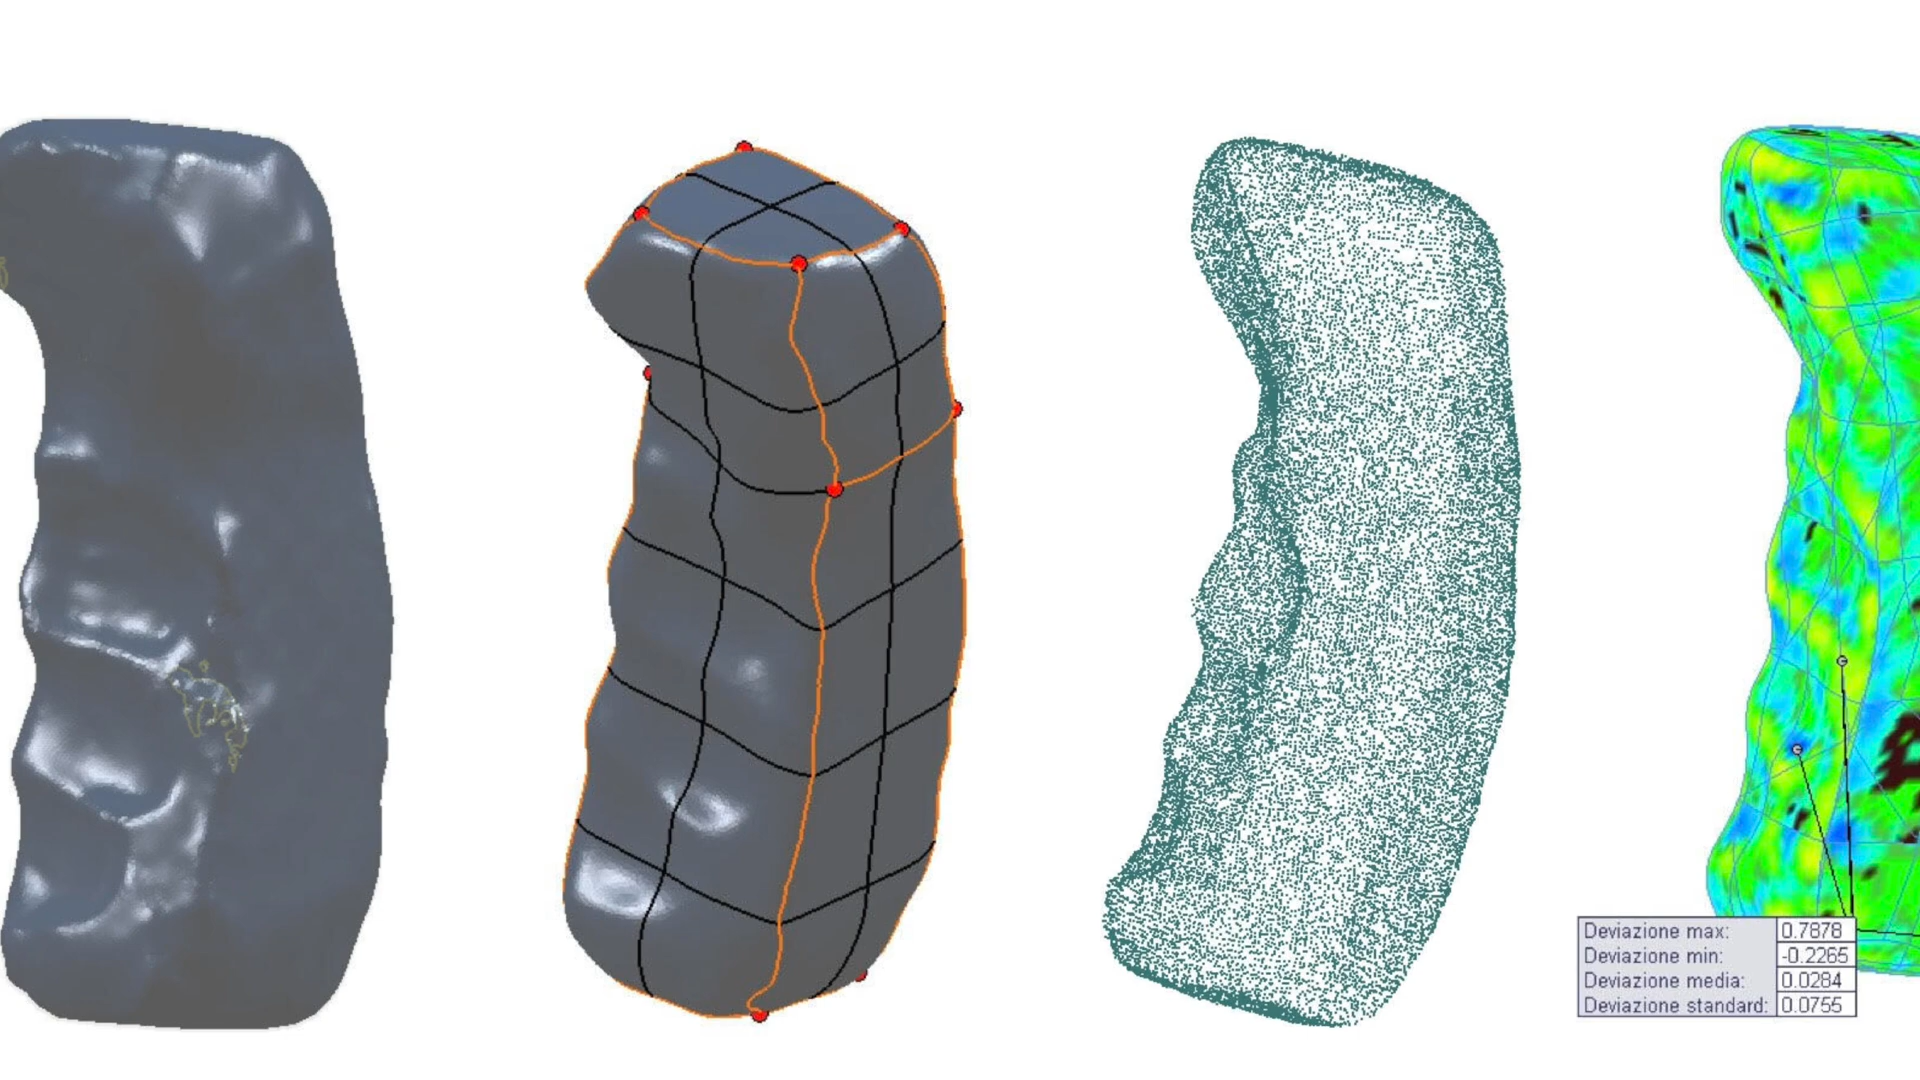 Deviazione max: 0.7878
Deviazione min: -0.2265
Deviazione media: 0.0284
Deviazione standard: 0.0755